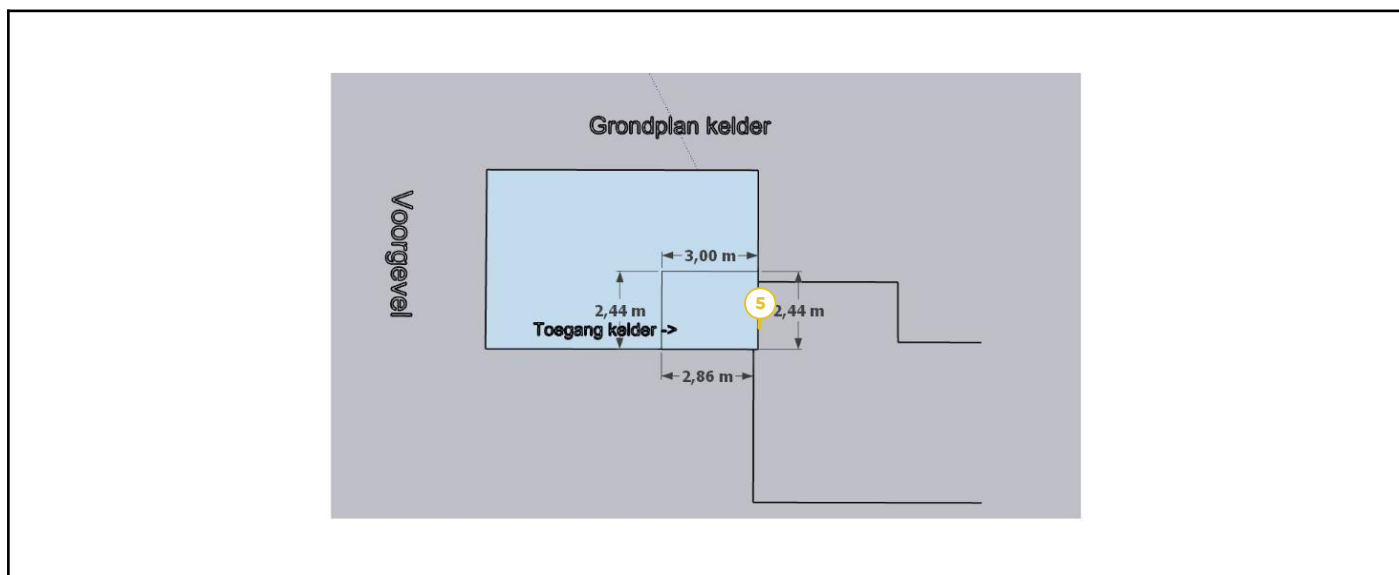 Grondplan kelder
Voorgevel
3,00 m
5
2,44 m
2,44 m
Toegang kelder ->
2,86 m